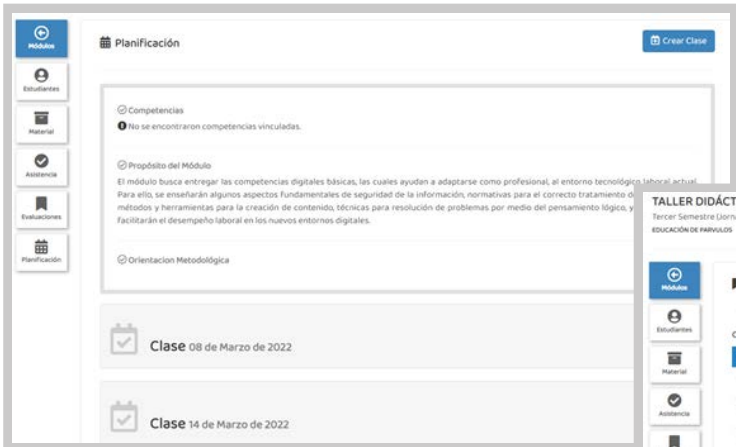 Módulos
Estudiantes
Material
Asistencia
Evaluaciones
Planificación
Planificación
Crear Clase
Competencias
No se encontraron competencias vinculadas.
Propósito del Módulo
El módulo busca entregar las competencias digitales básicas, las cuales ayudan a adaptarse como profesional, al entorno tecnológico laboral actual.
Para ello, se enseñarán algunos aspectos fundamentales de seguridad de la información, normativas para el correcto tratamiento d
métodos y herramientas para la creación de contenido, técnicas para resolución de problemas por medio del pensamiento lógico, y
facilitarán el desempeño laboral en los nuevos entornos digitales.
Orientacion Metodológica
Clase 08 de Marzo de 2022
Clase 14 de Marzo de 2022
TALLER DIDÁCT
Tercer Semestre (Jorna
EDUCACIÓN DE PARVULOS
Módulos
Estudiantes
Material
Asistencia